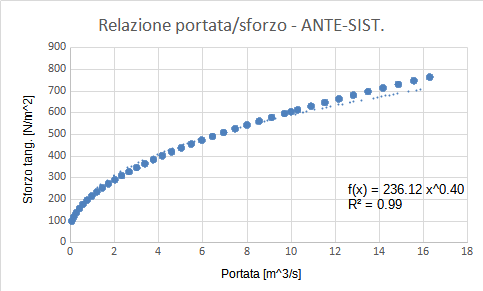 Relazione portata/sforzo - ANTE-SIST.
900
800
700
600
500
400
300
200
100
0
Sforzo tang. [N/m^2]
f(x) = 236.12 x^0.40
R² = 0.99
0 2 4 6 8 10 12 14 16 18
Portata [m^3/s]